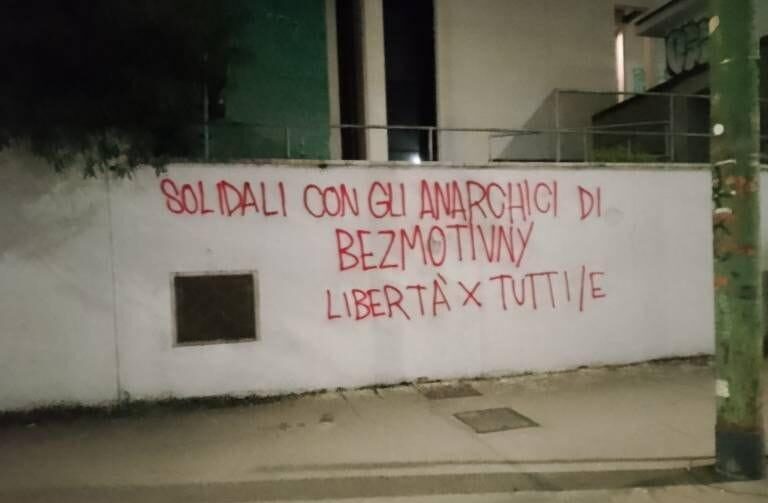 SOLIDALI CON GLI ANARCHICI DI
BEZMOTIVNY
LIBERTÀ X TUTTI/E